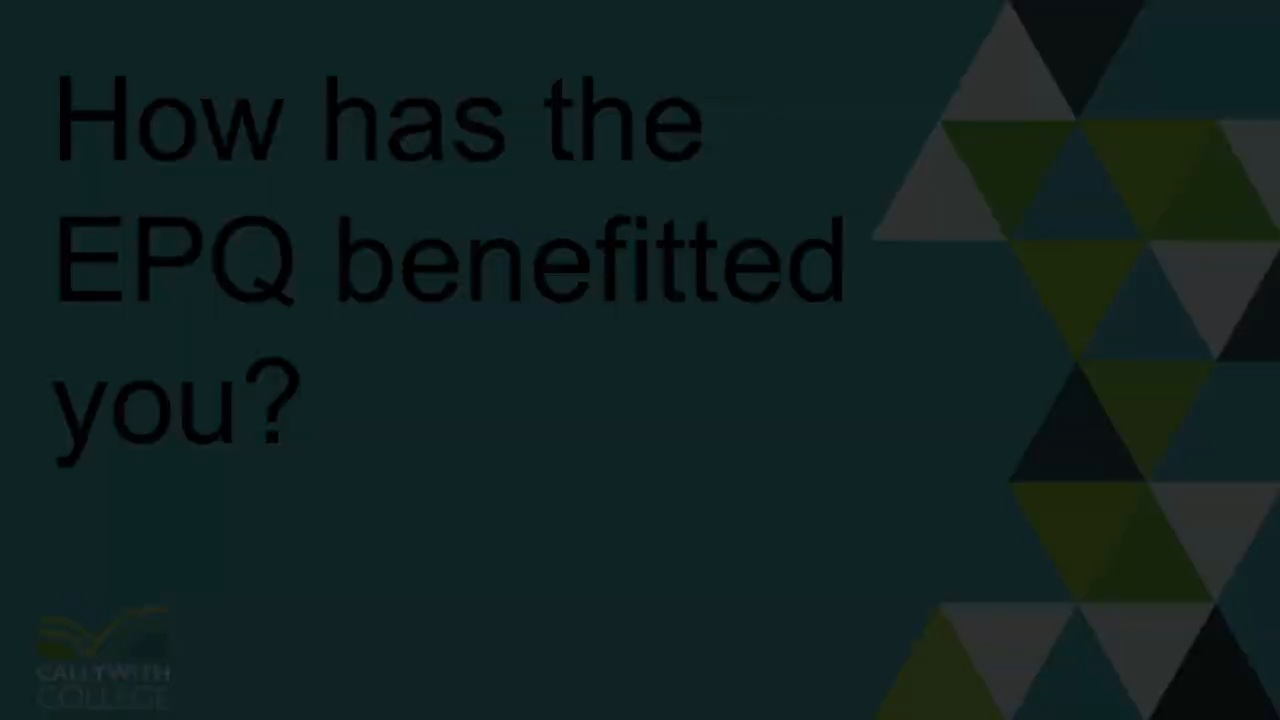 How has the
EPQ benefitted
you?
CALLYWITH
COLLEGE